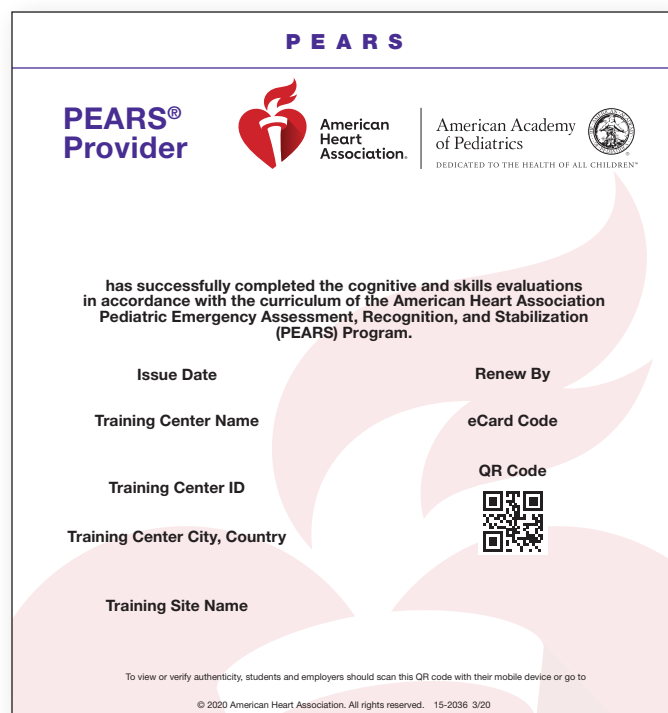 PEARS
PEARS®
Provider
American
Heart
Association®
American Academy
of Pediatrics
DEDICATED TO THE HEALTH OF ALL CHILDREN™
has successfully completed the cognitive and skills evaluations
in accordance with the curriculum of the American Heart Association
Pediatric Emergency Assessment, Recognition, and Stabilization
(PEARS) Program.
Issue Date
Renew By
Training Center Name
eCard Code
QR Code
Training Center ID
Training Center City, Country
Training Site Name
To view or verify authenticity, students and employers should scan this QR code with their mobile device or go to
© 2020 American Heart Association. All rights reserved. 15-2036 3/20